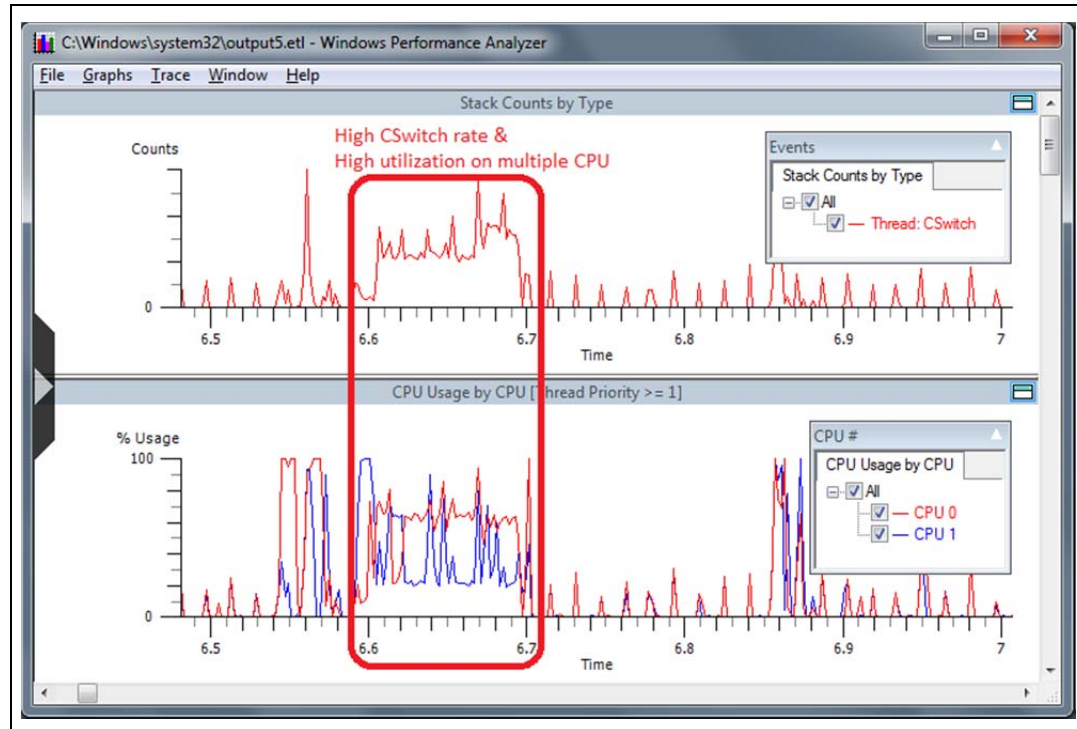 C:\Windows\system32\output5.etl - Windows Performance Analyzer
File Graphs Trace Window Help
Stack Counts by Type
High CSwitch rate &
High utilization on multiple CPU
Counts
0
6.5 6.6 6.7 6.8 6.9 7
Time
Events
Stack Counts by Type
All
Thread: CSwitch
CPU Usage by CPU [Thread Priority >= 1]
% Usage
100
0
6.5 6.6 6.7 6.8 6.9 7
Time
CPU #
CPU Usage by CPU
All
CPU 0
CPU 1